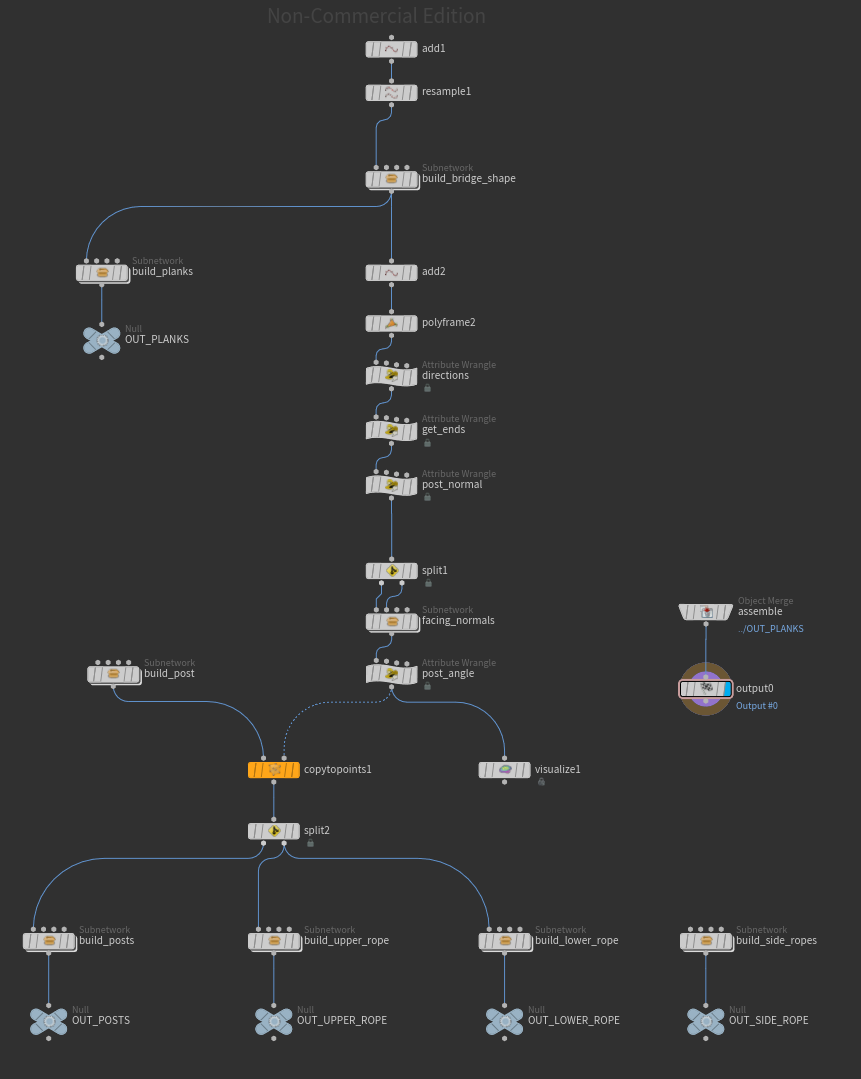 Non-Commercial Edition
add1
resample1
Subnetwork
build_bridge_shape
Subnetwork
build_planks
add2
Null
OUT_PLANKS
polyframe2
Attribute Wrangle
directions
Attribute Wrangle
get_ends
Attribute Wrangle
post_normal
split1
Subnetwork
facing_normals
Object Merge
assemble
../OUT_PLANKS
Subnetwork
build_post
Attribute Wrangle
post_angle
output0
Output #0
copytopoints1
visualize1
split2
Subnetwork
build_posts
Subnetwork
build_upper_rope
Subnetwork
build_lower_rope
Subnetwork
build_side_ropes
Null
OUT_POSTS
Null
OUT_UPPER_ROPE
Null
OUT_LOWER_ROPE
Null
OUT_SIDE_ROPE